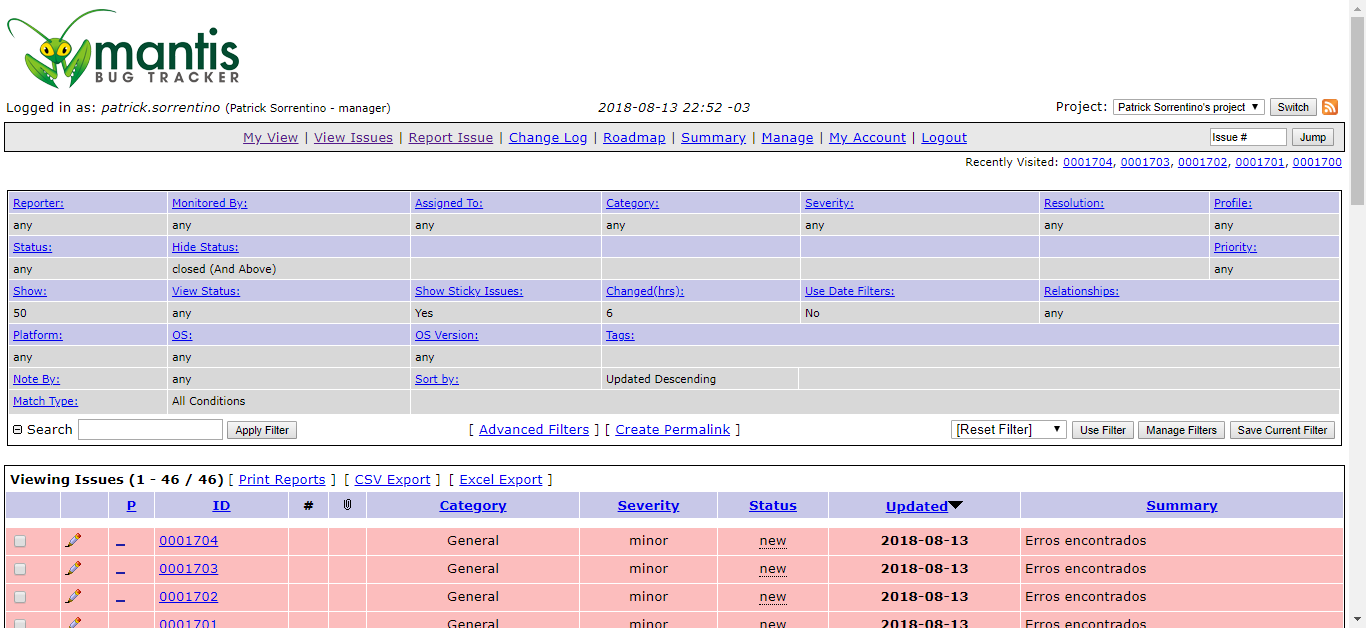 mantis
BUG TRACKER
Logged in as: patrick.sorrentino (Patrick Sorrentino - manager) 2018-08-13 22:52 -03 Project: Patrick Sorrentino's project Switch
My View | View Issues | Report Issue | Change Log | Roadmap | Summary | Manage | My Account | Logout Issue # Jump
Recently Visited: 0001704, 0001703, 0001702, 0001701, 0001700
Reporter: Monitored By: Assigned To: Category: Severity: Resolution: Profile:
any any any any any any any
Status: Hide Status: Priority:
any closed (And Above) any
Show: View Status: Show Sticky Issues: Changed(hrs): Use Date Filters: Relationships:
50 any Yes 6 No any
Platform: OS: OS Version: Tags:
any any any
Note By: any Sort by: Updated Descending
Match Type: All Conditions
Search Apply Filter [ Advanced Filters ] [ Create Permalink ] [Reset Filter] Use Filter Manage Filters Save Current Filter
Viewing Issues (1 - 46 / 46) [ Print Reports ] [ CSV Export ] [ Excel Export ]
P ID # Category Severity Status Updated Summary
0001704 General minor new 2018-08-13 Erros encontrados
0001703 General minor new 2018-08-13 Erros encontrados
0001702 General minor new 2018-08-13 Erros encontrados
0001701 General minor new 2018-08-13 Erros encontrados